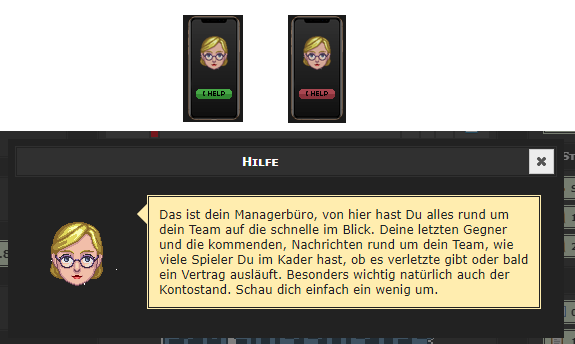 I HELP I HELP
HILFE
Das ist dein Managerbüro, von hier hast Du alles rund um
dein Team auf die schnelle im Blick. Deine letzten Gegner
und die kommenden, Nachrichten rund um dein Team, wie
viele Spieler Du im Kader hast, ob es verletzte gibt oder bald
ein Vertrag ausläuft. Besonders wichtig natürlich auch der
Kontostand. Schau dich einfach ein wenig um.